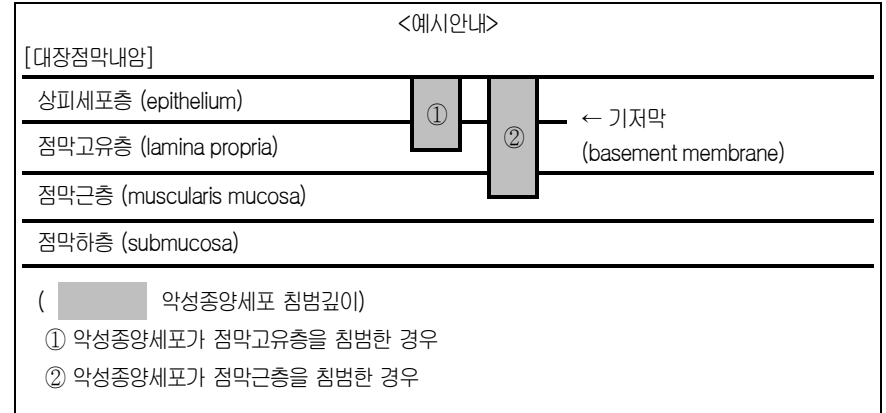 <예시안내>
[대장점막내암]
상피세포층 (epithelium)
①
← 기저막
②
점막고유층 (lamina propria)
(basement membrane)
점막근층 (muscularis mucosa)
점막하층 (submucosa)
( 악성종양세포 침범깊이)
① 악성종양세포가 점막고유층을 침범한 경우
② 악성종양세포가 점막근층을 침범한 경우